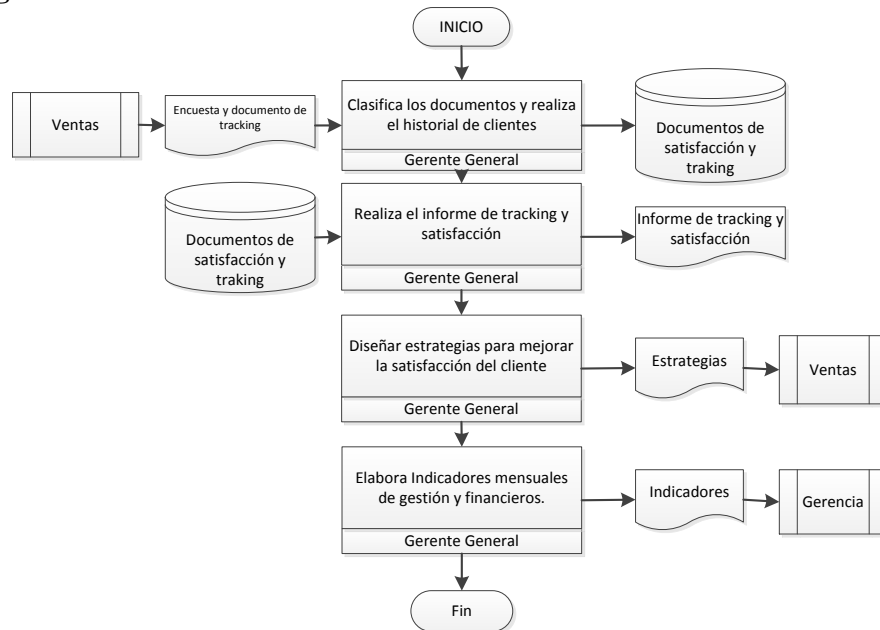 INICIO
Ventas
Encuesta y documento de
tracking
Clasifica los documentos y realiza
el historial de clientes
Gerente General
Documentos de
satisfacción y
traking
Documentos de
satisfacción y
traking
Realiza el informe de tracking y
satisfacción
Gerente General
Informe de tracking y
satisfacción
Diseñar estrategias para mejorar
la satisfacción del cliente
Gerente General
Estrategias
Ventas
Elabora Indicadores mensuales
de gestión y financieros.
Gerente General
Indicadores
Gerencia
Fin